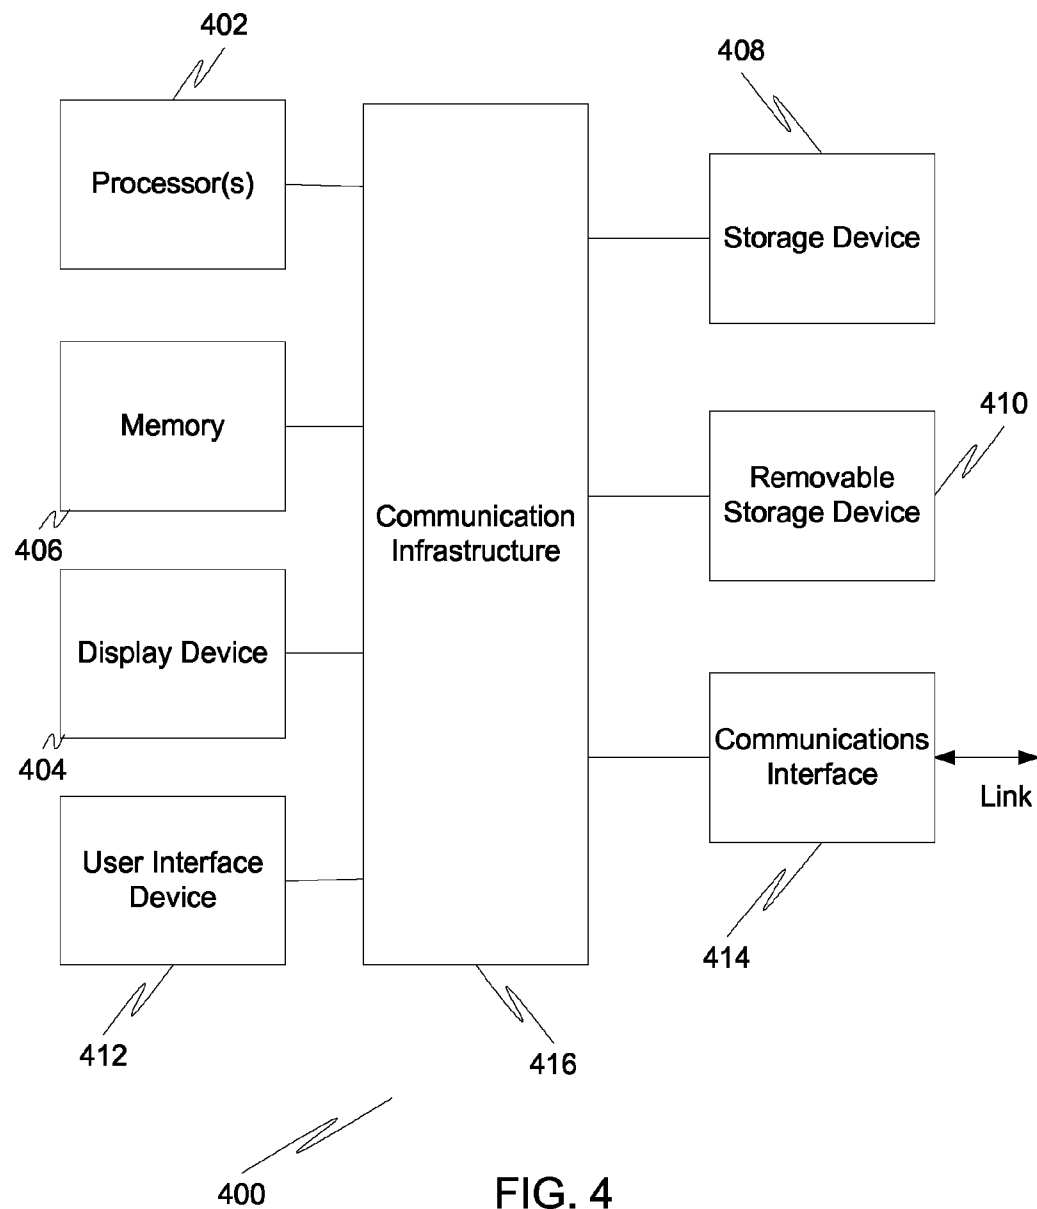 402
408
Processor(s)
Storage Device
Memory
410
Removable
Storage Device
406
Communication
Infrastructure
Display Device
404
Communications
Interface
Link
User Interface
Device
414
412
416
400
FIG. 4